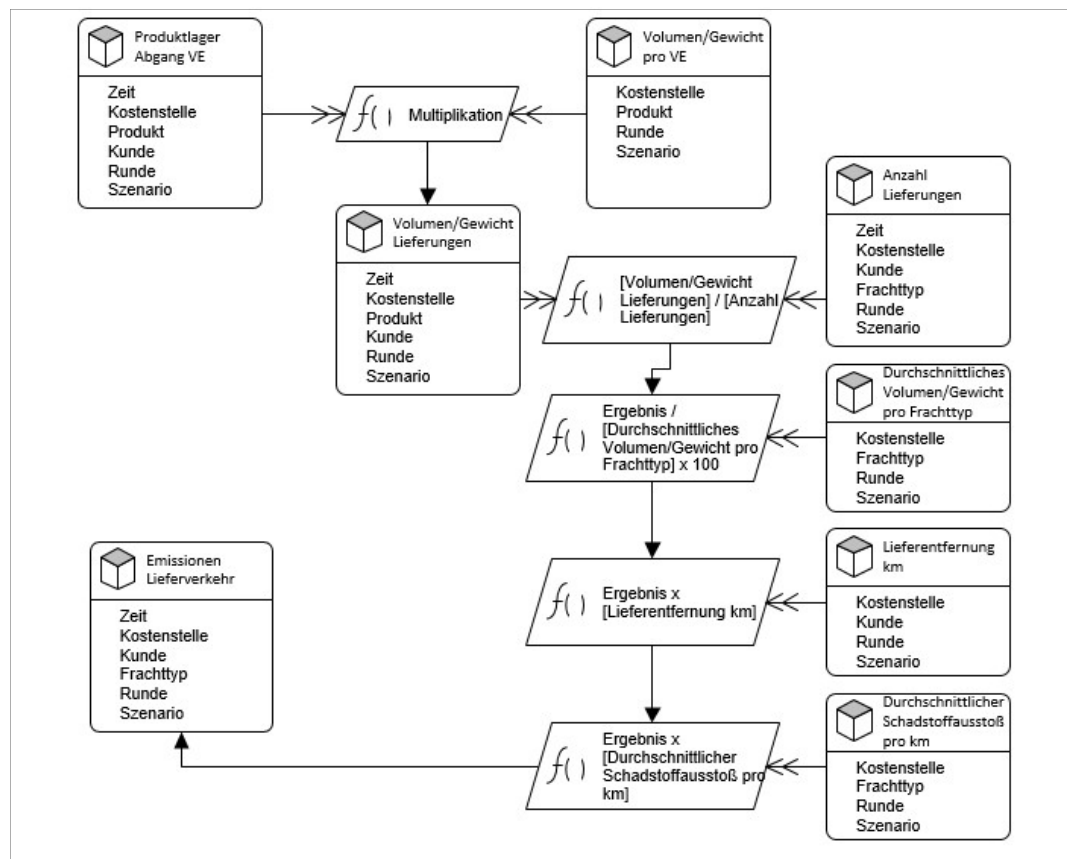 Produktlager
Abgang VE
Zeit
Kostenstelle
Produkt
Kunde
Runde
Szenario
f( ) Multiplikation
Volumen/Gewicht
pro VE
Kostenstelle
Produkt
Runde
Szenario
Volumen/Gewicht
Lieferungen
Zeit
Kostenstelle
Produkt
Kunde
Runde
Szenario
f( )
[Volumen/Gewicht
Lieferungen] / [Anzahl
Lieferungen]
Anzahl
Lieferungen
Zeit
Kostenstelle
Kunde
Frachttyp
Runde
Szenario
f( )
Ergebnis /
[Durchschnittliches
Volumen/Gewicht pro
Frachttyp] x 100
Durchschnittliches
Volumen/Gewicht
pro Frachttyp
Kostenstelle
Frachttyp
Runde
Szenario
f( )
Ergebnis x
[Lieferentfernung km]
Lieferentfernung
km
Kostenstelle
Kunde
Runde
Szenario
Emissionen
Lieferverkehr
Zeit
Kostenstelle
Kunde
Frachttyp
Runde
Szenario
f( )
Ergebnis x
[Durchschnittlicher
Schadstoffausstoß pro
km]
Durchschnittlicher
Schadstoffausstoß
pro km
Kostenstelle
Frachttyp
Runde
Szenario